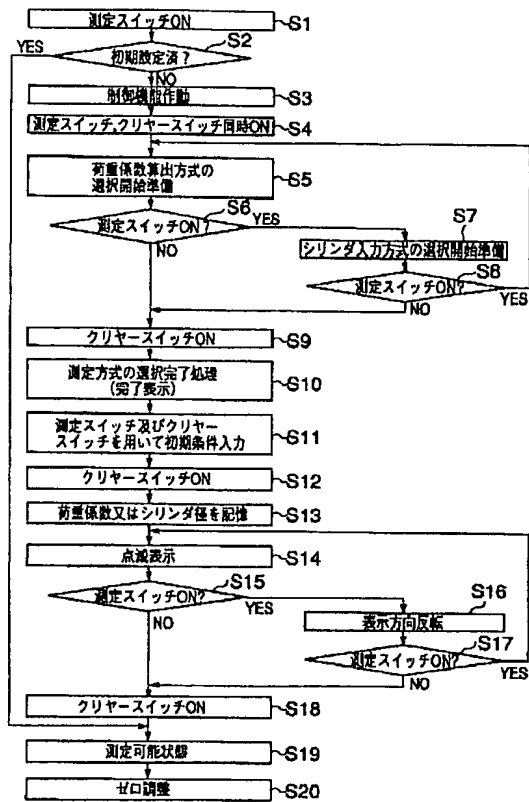 測定スイッチON
S1
S2
YES
初期設定済?
NO
制御機能作動
S3
測定スイッチ,クリヤースイッチ同時ON
S4
荷重係数算出方式の
選択開始準備
S5
S6
測定スイッチON?
YES
NO
S7
シリンダ入力方式の選択開始準備
S8
測定スイッチON?
YES
NO
クリヤースイッチON
S9
測定方式の選択完了処理
(完了表示)
S10
測定スイッチ及びクリヤー
スイッチを用いて初期条件入力
S11
クリヤースイッチON
S12
荷重係数又はシリンダ径を記憶
S13
点滅表示
S14
S15
測定スイッチON?
YES
NO
S16
表示方向反転
S17
測定スイッチON?
YES
NO
クリヤースイッチON
S18
測定可能状態
S19
ゼロ調整
S20